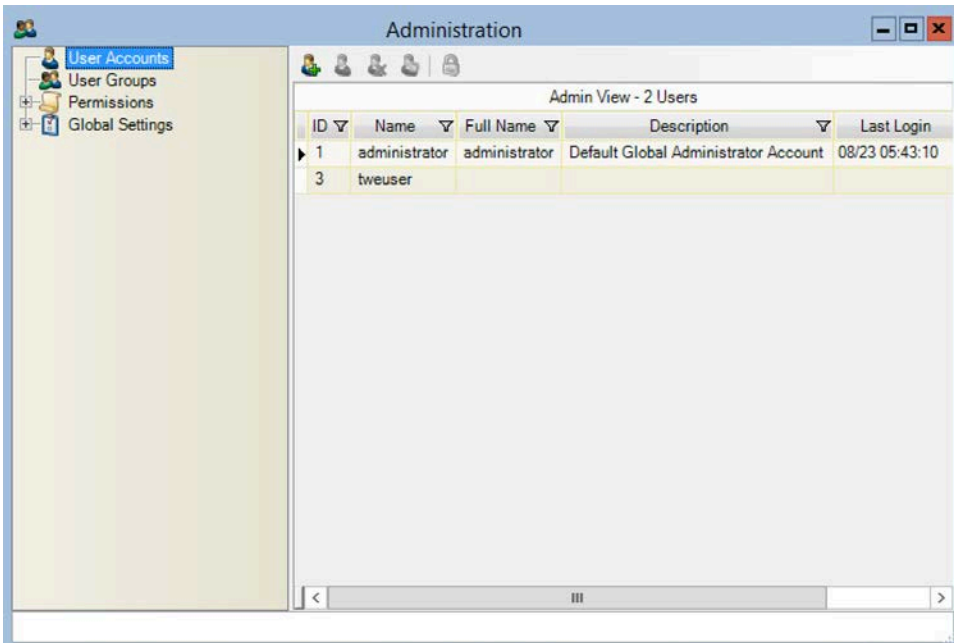 Administration
User Accounts
User Groups
Permissions
Global Settings
Admin View - 2 Users
ID Name Full Name Description Last Login
1 administrator administrator Default Global Administrator Account 08/23 05:43:10
3 tweuser